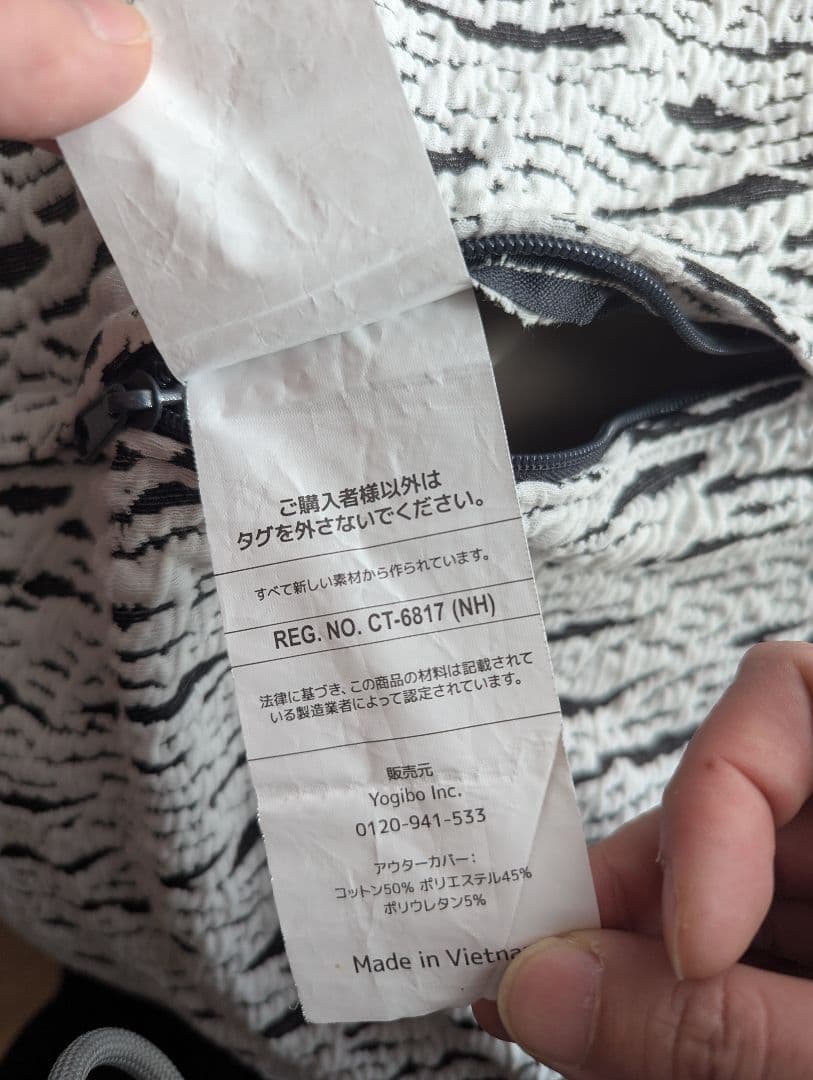 ご購入者様以外は
タグを外さないでください。
すべて新しい素材から作られています。
REG. NO. CT-6817 (NH)
法律に基づき、この商品の材料は記載されて
いる製造業者によって認定されています。
販売元
Yogibo Inc.
0120-941-533
アウターカバー：
コットン50% ポリエステル45%
ポリウレタン5%
Made in